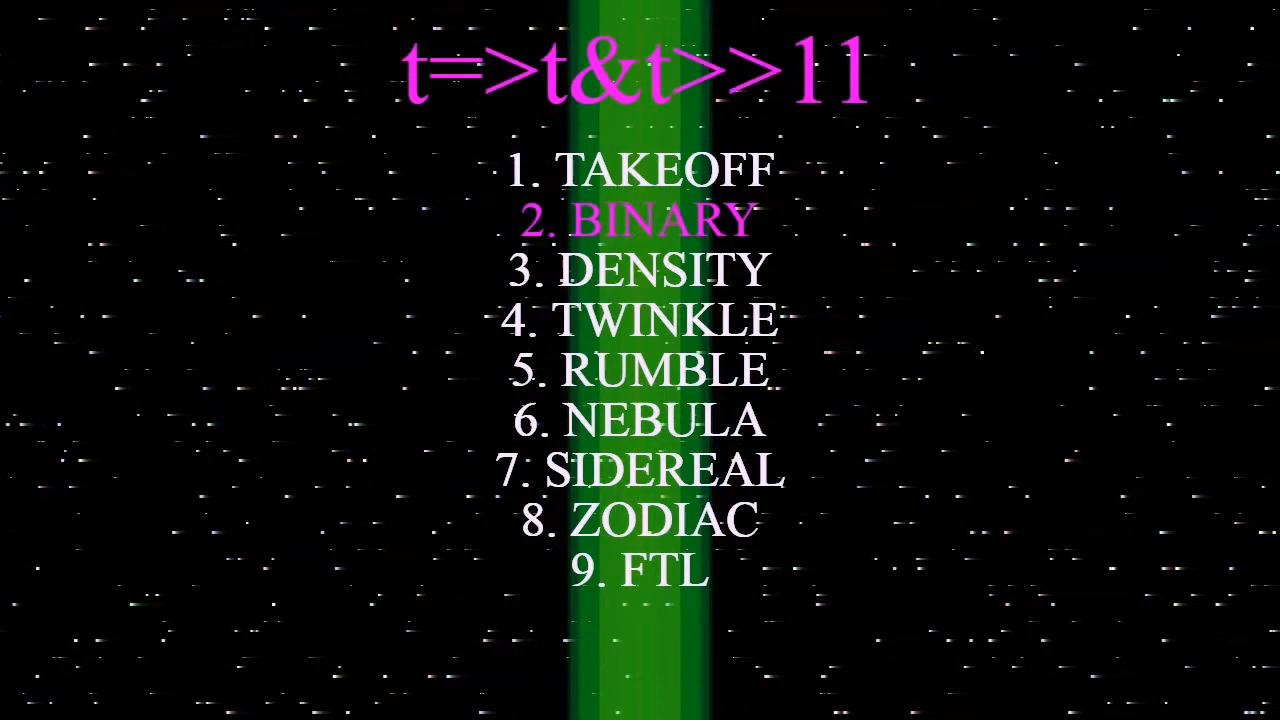 t=>t&t>>11
1. TAKEOFF
2. BINARY
3. DENSITY
4. TWINKLE
5. RUMBLE
6. NEBULA
7. SIDEREAL
8. ZODIAC
9. FTL